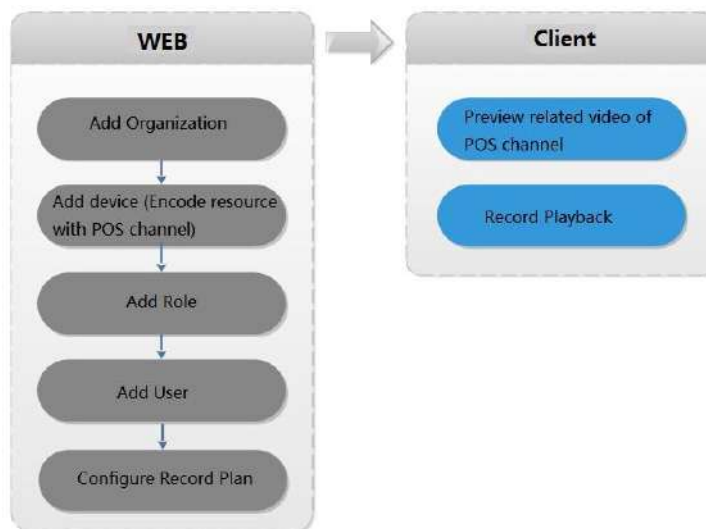 WEB
Add Organization
Add device (Encode resource
with POS channel)
Add Role
Add User
Configure Record Plan
Client
Preview related video of
POS channel
Record Playback